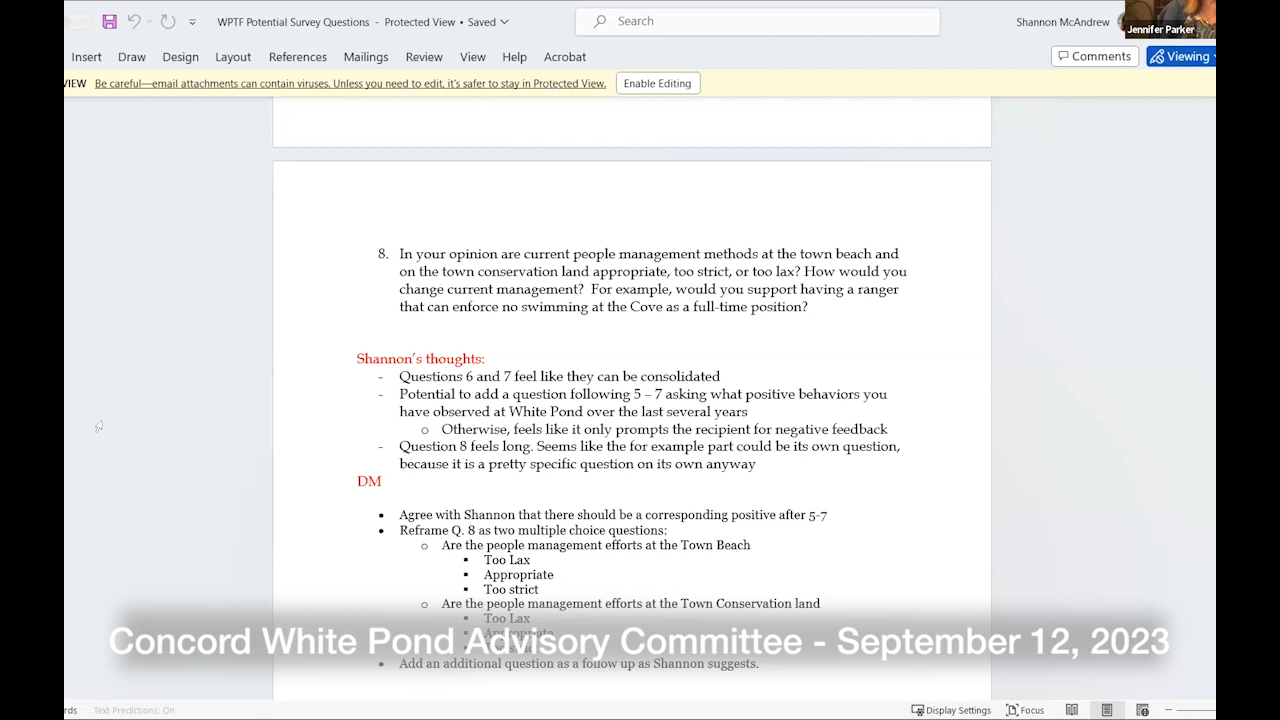 WPTF Potential Survey Questions - Protected View • Saved
Search
Shannon McAndrew
Jennifer Parker
Insert Draw Design Layout References Mailings Review View Help Acrobat
Comments
Viewing
VIEW Be careful—email attachments can contain viruses. Unless you need to edit, it's safer to stay in Protected View. Enable Editing
8. In your opinion are current people management methods at the town beach and
on the town conservation land appropriate, too strict, or too lax? How would you
change current management? For example, would you support having a ranger
that can enforce no swimming at the Cove as a full-time position?
Shannon's thoughts:
- Questions 6 and 7 feel like they can be consolidated
- Potential to add a question following 5 – 7 asking what positive behaviors you
have observed at White Pond over the last several years
o Otherwise, feels like it only prompts the recipient for negative feedback
- Question 8 feels long. Seems like the for example part could be its own question,
because it is a pretty specific question on its own anyway
DM
• Agree with Shannon that there should be a corresponding positive after 5-7
• Reframe Q. 8 as two multiple choice questions:
o Are the people management efforts at the Town Beach
▪ Too Lax
▪ Appropriate
▪ Too strict
o Are the people management efforts at the Town Conservation land
▪ Too Lax
Concord White Pond Advisory Committee - September 12, 2023
• Add an additional question as a follow up as Shannon suggests.
rds Text Predictions: On
Display Settings Focus